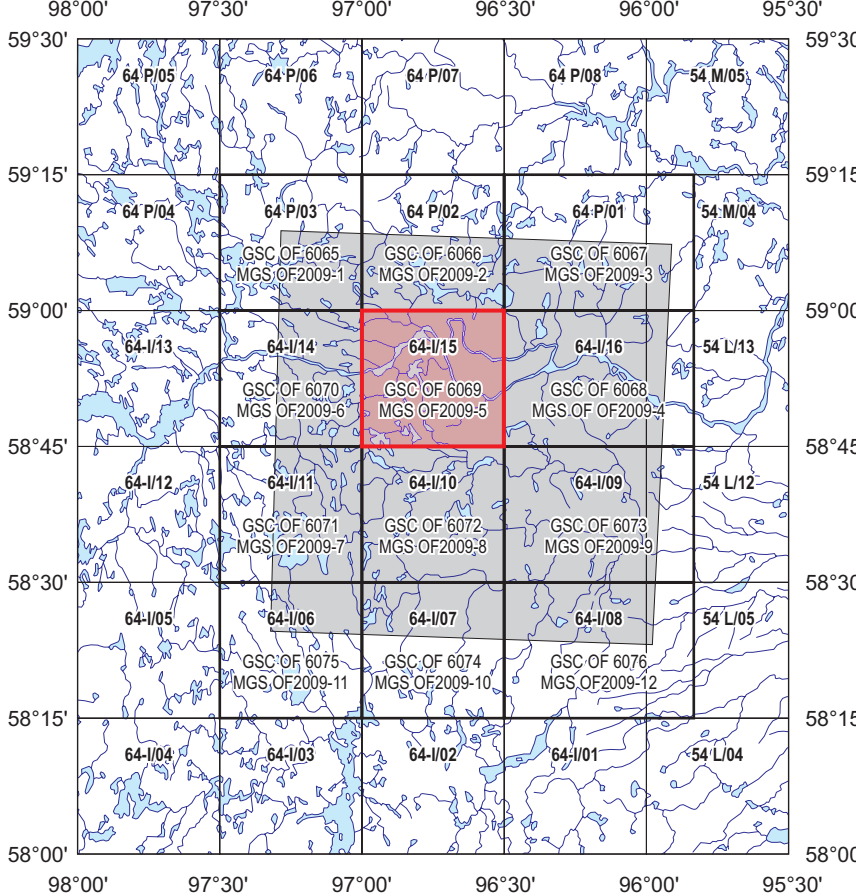 98°00' 97°30' 97°00' 96°30' 96°00' 95°30'
59°30' 59°30
64 P/05 64 P/06 64 P/07 64 P/08 54 M/05
59°15' 59°15
64 P/04 64 P/03 64 P/02 64 P/01 54 M/04
GSC OF 6065 GSC OF 6066 GSC OF 6067
MGS OF2009-1 MGS OF2009-2 MGS OF2009-3
59°00' 59°00
64-I/13 64-I/14 64-I/15 64-I/16 54 L/13
GSC OF 6070 GSC OF 6069 GSC OF 6068
MGS OF2009-6 MGS OF2009-5 MGS OF OF2009-4
58°45' 58°45
64-I/12 64-I/11 64-I/10 64-I/09 54 L/12
GSC OF 6071 GSC OF 6072 GSC OF 6073
MGS OF2009-7 MGS OF2009-8 MGS OF2009-9
58°30' 58°30
64-I/05 64-I/06 64-I/07 64-I/08 54 L/05
GSC OF 6075 GSC OF 6074 GSC OF 6076
MGS OF2009-11 MGS OF2009-10 MGS OF2009-12
58°15' 58°15
64-I/04 64-I/03 64-I/02 64-I/01 54 L/04
58°00' 58°00
98°00' 97°30' 97°00' 96°30' 96°00' 95°30'